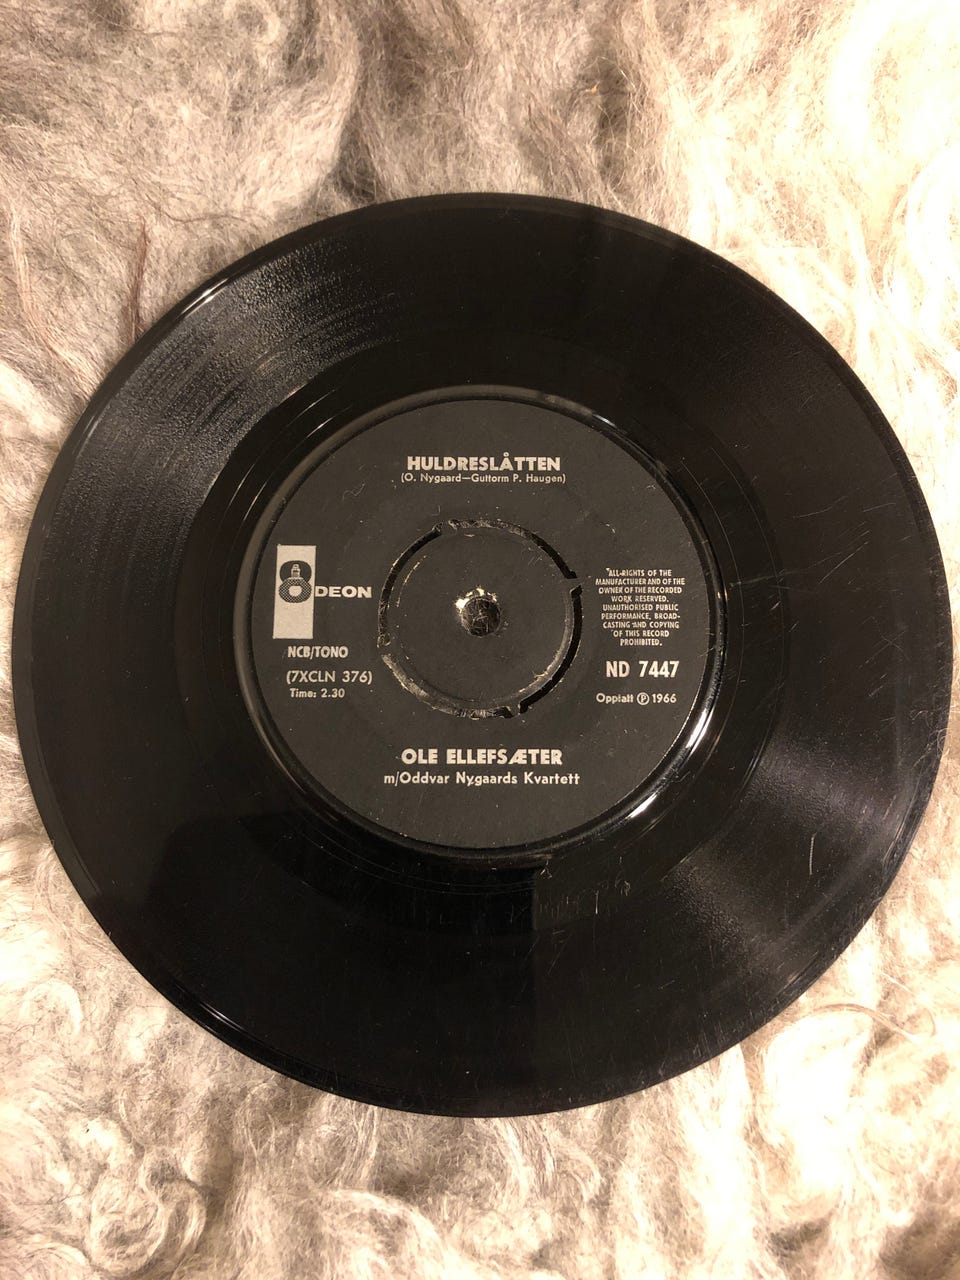 HULDRESLÅTTEN
(O. Nygaard—Guttorm P. Haugen)
ODEON
NCB/TONO
(7XCLN 376)
Time: 2.30
"ALL-RIGHTS OF THE
MANUFACTURER AND OF THE
OWNER OF THE RECORDED
WORK RESERVED.
UNAUTHORISED PUBLIC
PERFORMANCE, BROAD-
CASTING AND COPYING
OF THIS RECORD
PROHIBITED.
ND 7447
Opptatt Ⓟ 1966
OLE ELLEFSÆTER
m/Oddvar Nygaards Kvartett